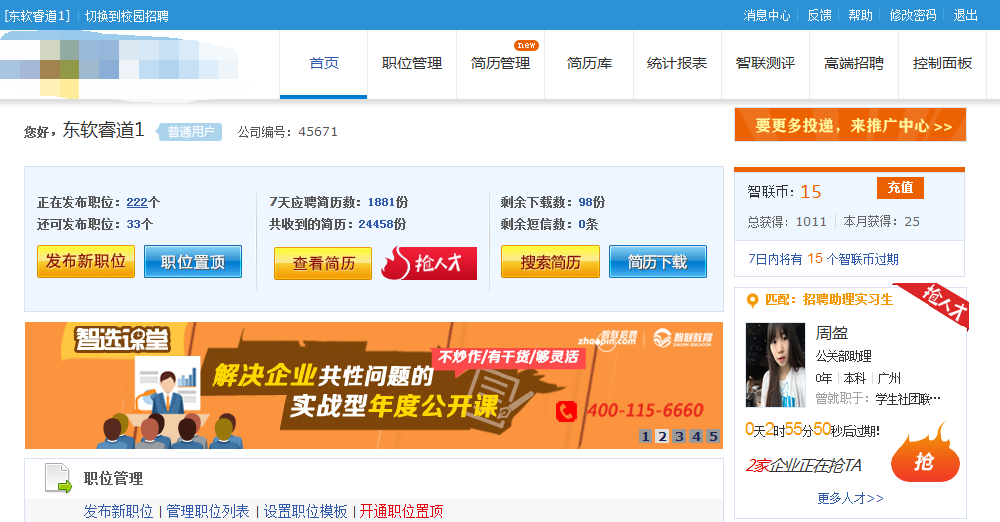 [东软睿道1] 切换到校园招聘 消息中心 反馈 帮助 修改密码 退出
首页 职位管理 简历管理 new 简历库 统计报表 智联测评 高端招聘 控制面板
您好，东软睿道1 普通用户 公司编号：45671
要更多投递，来推广中心 >>
正在发布职位：222个
还可发布职位：33个
发布新职位 职位置顶
7天应聘简历数：1881份
共收到的简历：24458份
查看简历 抢人才
剩余下载数：98份
剩余短信数：0条
搜索简历 简历下载
智联币：15 充值
总获得：1011 本月获得：25
7日内将有 15 个智联币过期
智选课堂
智联招聘
zhaopin.com
智联教育
不炒作/有干货/够灵活
解决企业共性问题的
实战型年度公开课
400-115-6660
1 2 3 4 5
匹配：招聘助理实习生
抢人才
周盈
公关部助理
0年 本科 广州
曾就职于：学生社团联…
0天2时55分50秒后过期!
2家企业正在抢TA
抢
更多人才>>
职位管理
发布新职位 | 管理职位列表 | 设置职位模板 | 开通职位置顶